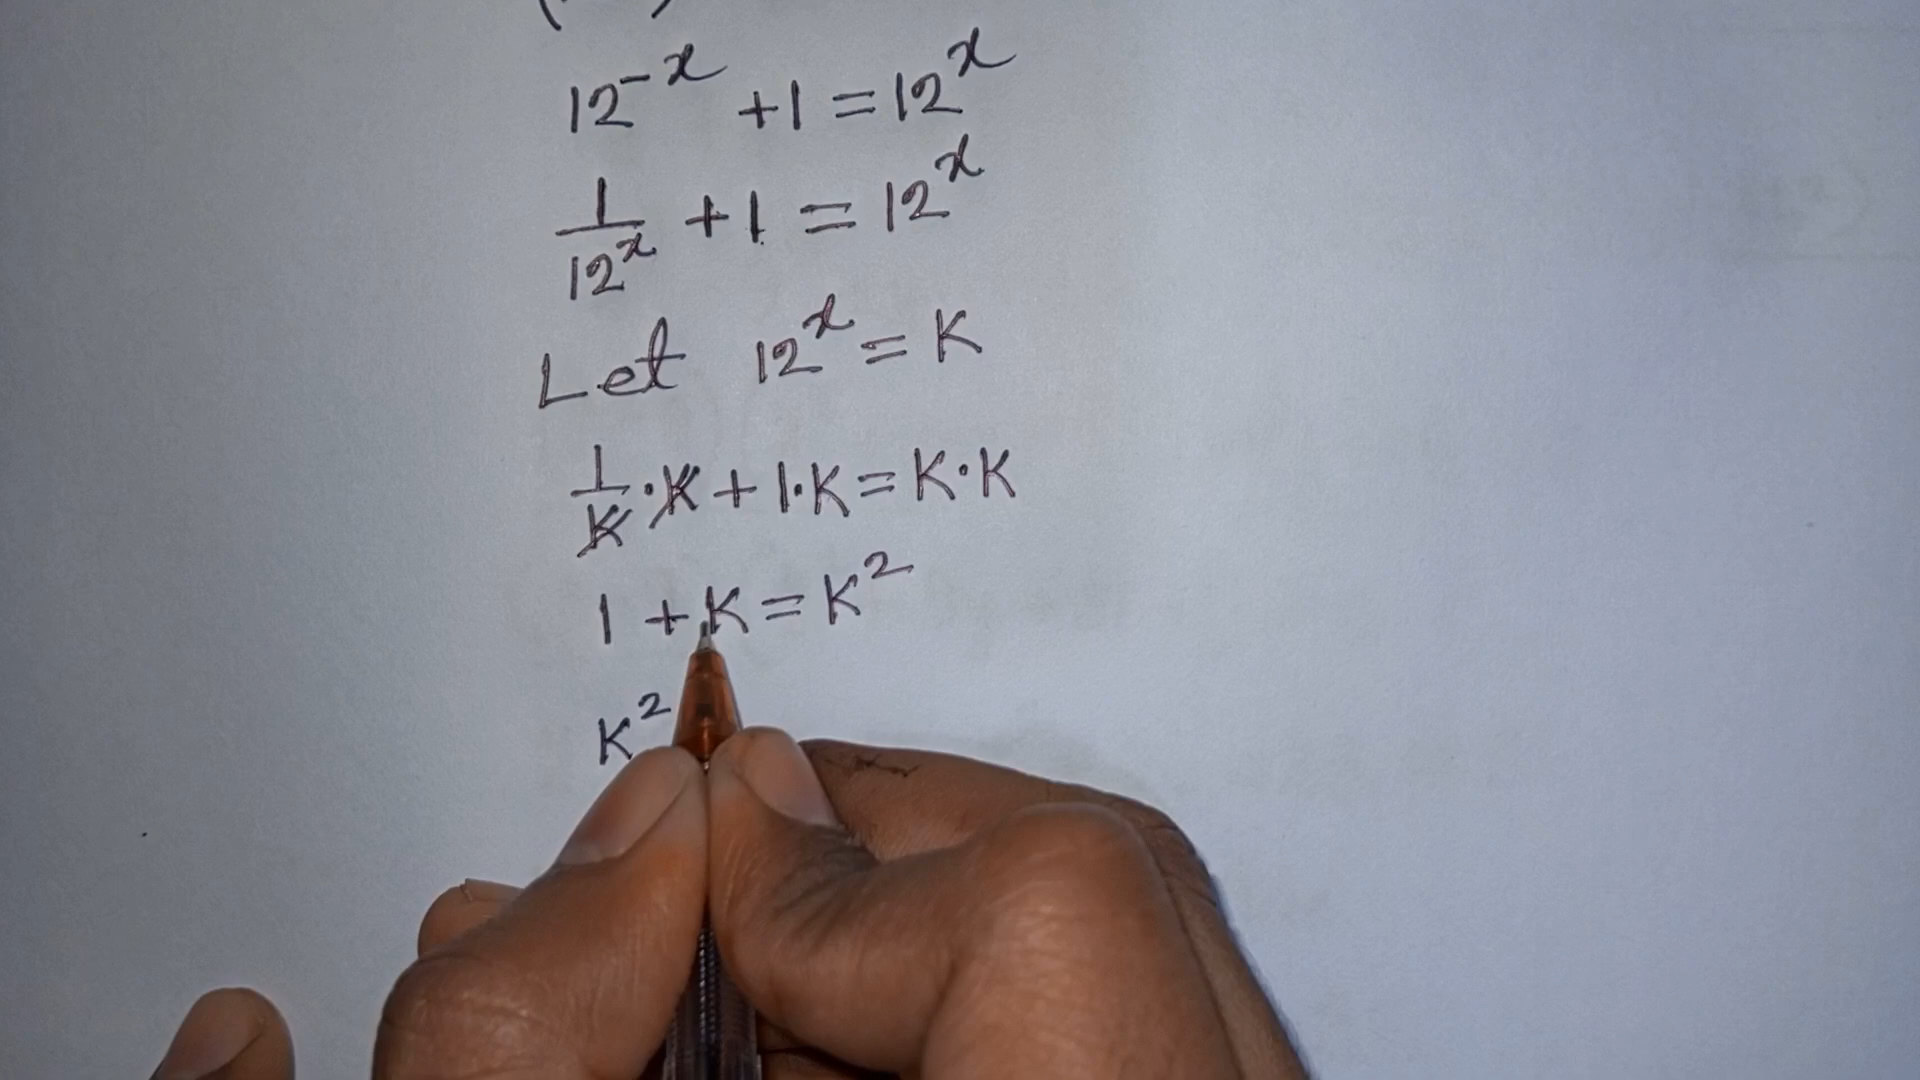 12^-x + 1 = 12^x
1/12^x + 1 = 12^x
Let 12^x = K
1/K · K + 1 · K = K · K
1 + K = K^2
K^2